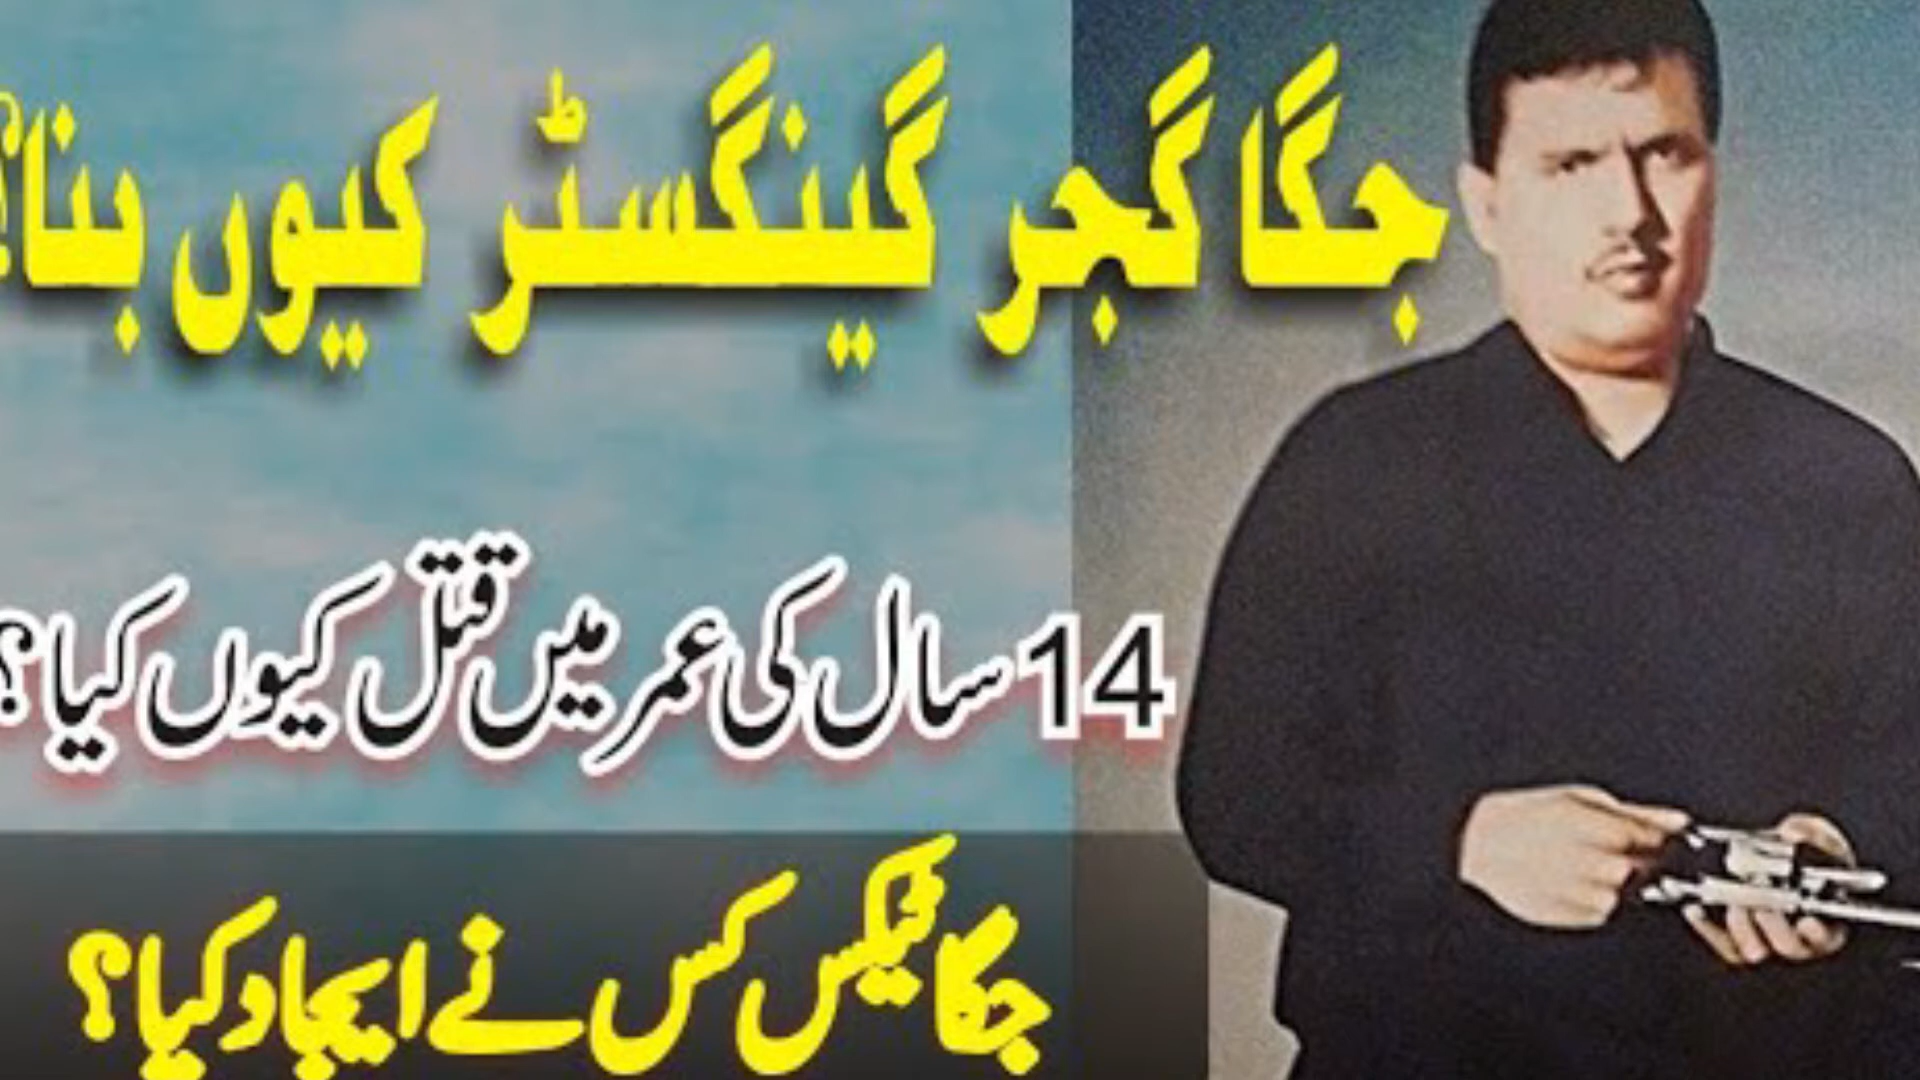 جگا گجر گینگسٹر کیوں بنا؟
14 سال کی عمر میں قتل کیوں کیا؟
جگا ٹیکس کس نے ایجاد کیا؟